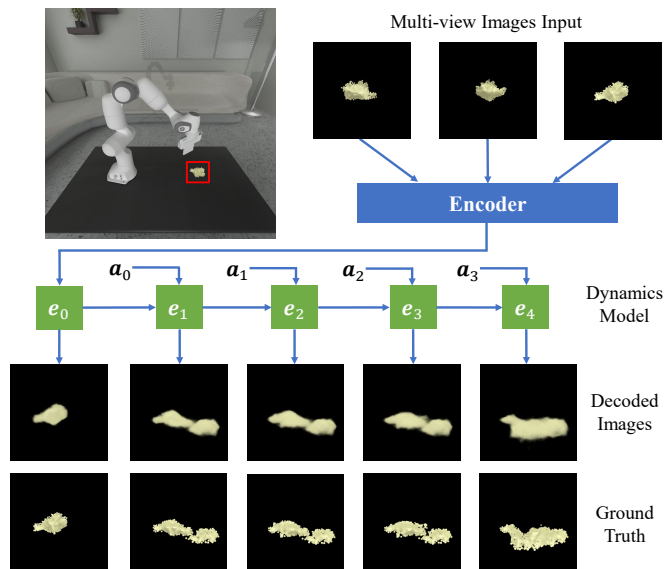 Multi-view Images Input
Encoder
a₀ a₁ a₂ a₃
e₀ e₁ e₂ e₃ e₄
Dynamics
Model
Decoded
Images
Ground
Truth